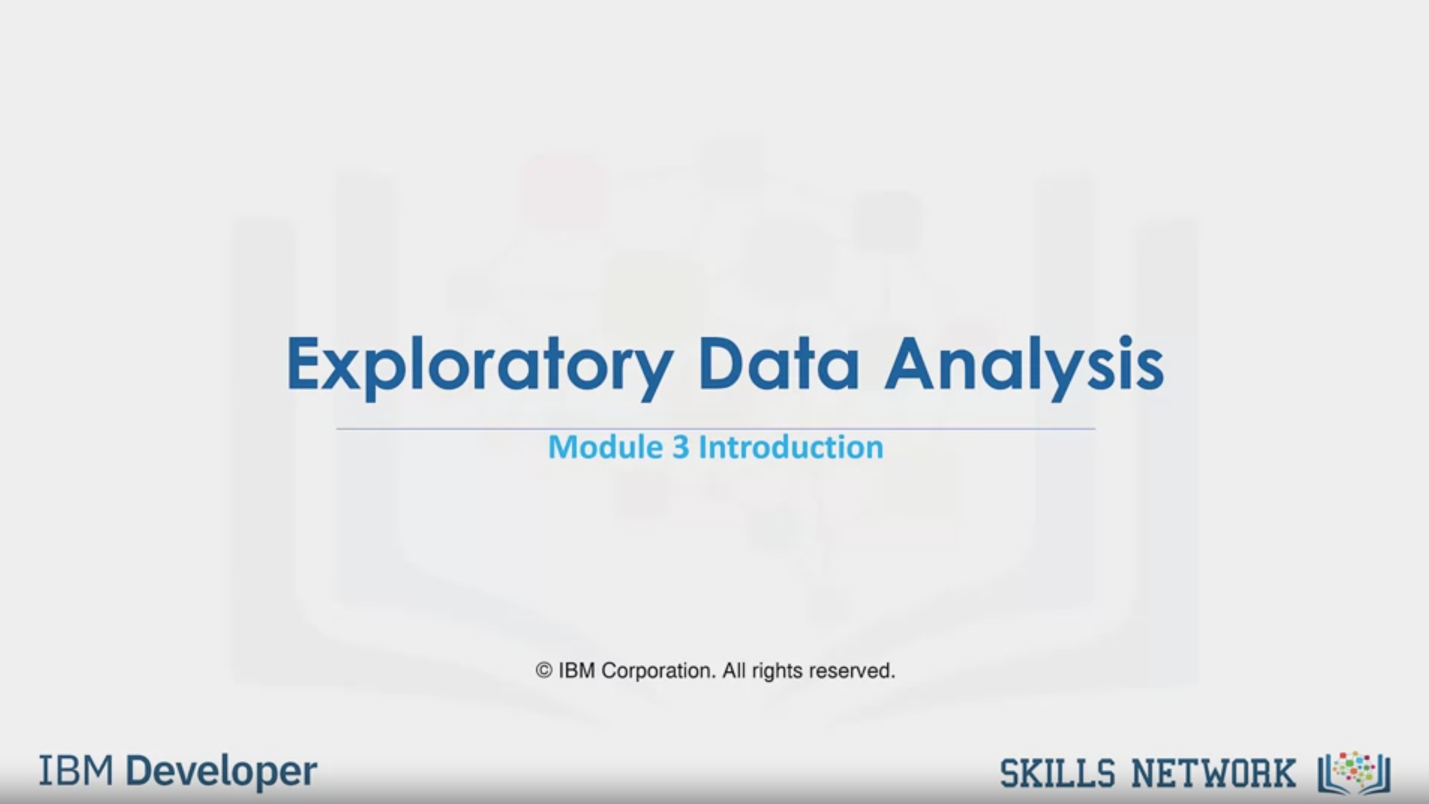 Exploratory Data Analysis
Module 3 Introduction
© IBM Corporation. All rights reserved.
IBM Developer
SKILLS NETWORK